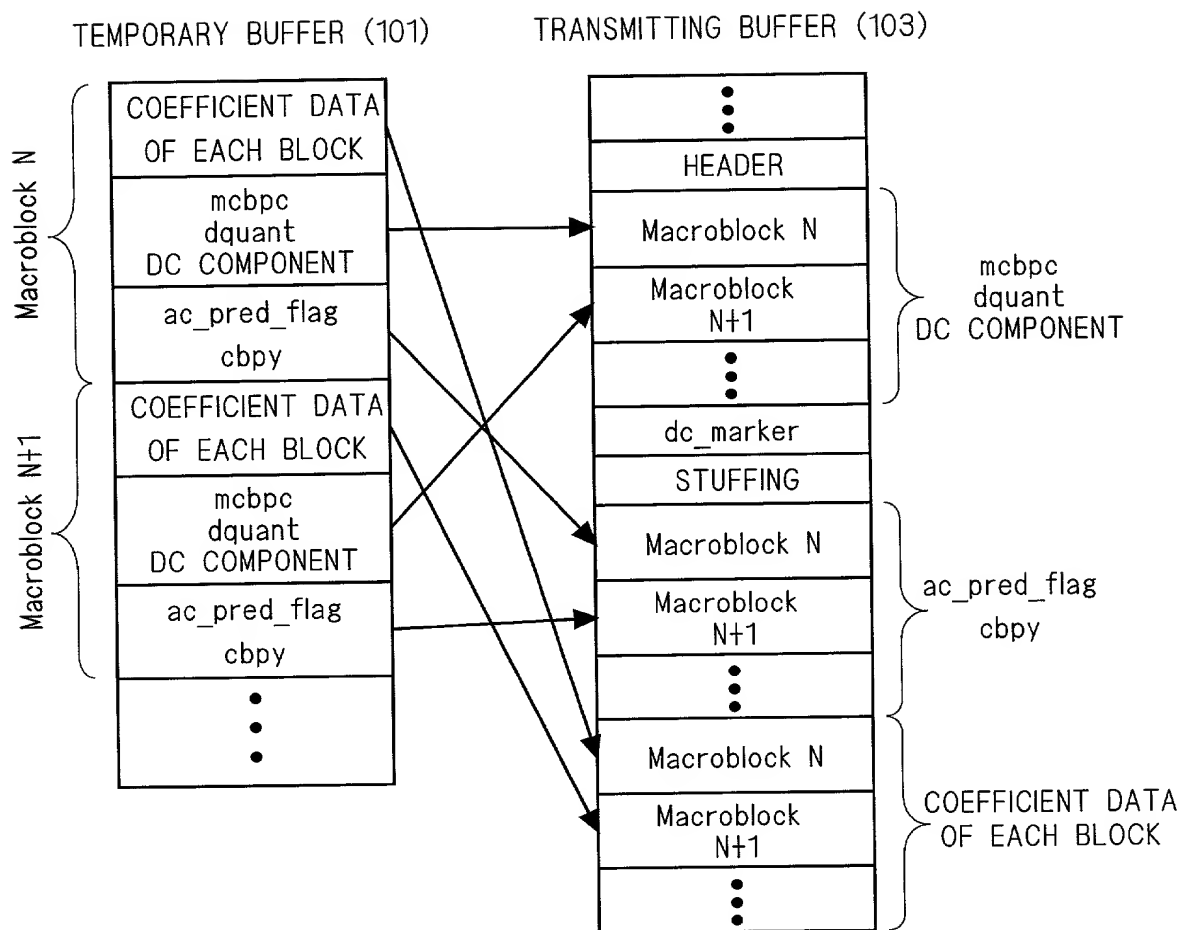 TEMPORARY BUFFER (101)
TRANSMITTING BUFFER (103)
Macroblock N
COEFFICIENT DATA
OF EACH BLOCK
mcbpc
dquant
DC COMPONENT
ac_pred_flag
cbpy
Macroblock N+1
COEFFICIENT DATA
OF EACH BLOCK
mcbpc
dquant
DC COMPONENT
ac_pred_flag
cbpy
HEADER
Macroblock N
Macroblock
N+1
mcbpc
dquant
DC COMPONENT
dc_marker
STUFFING
Macroblock N
Macroblock
N+1
ac_pred_flag
cbpy
Macroblock N
Macroblock
N+1
COEFFICIENT DATA
OF EACH BLOCK